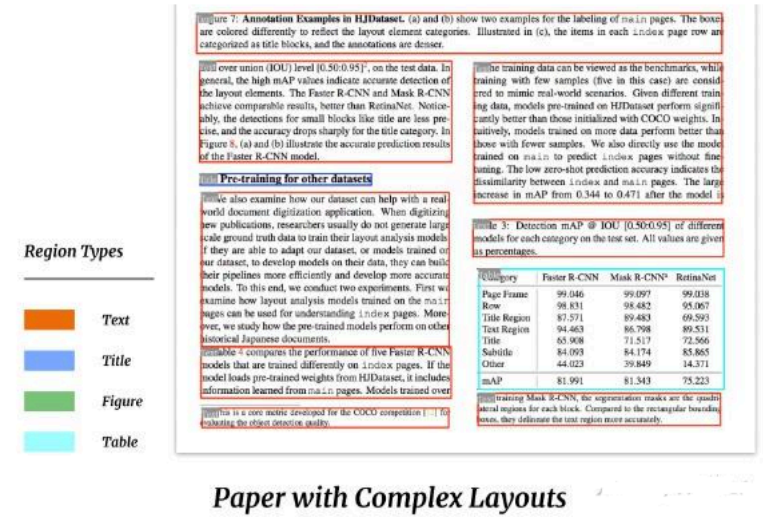 ure 7: Annotation Examples in HJDataset. (a) and (b) show two examples for the labeling of main pages. The boxes
are colored differently to reflect the layout element categories. Illustrated in (c), the items in each index page row are
categorized as title blocks, and the annotations are denser.
over union (IOU) level [0.50:0.95], on the test data. In
general, the high mAP values indicate accurate detection of
the layout elements. The Faster R-CNN and Mask R-CNN
achieve comparable results, better than RetinaNet. Notice-
ably, the detections for small blocks like title are less pre-
cise, and the accuracy drops sharply for the title category. In
Figure 8, (a) and (b) illustrate the accurate prediction results
of the Faster R-CNN model.
Pre-training for other datasets
We also examine how our dataset can help with a real-
world document digitization application. When digitizing
new publications, researchers usually do not generate large
scale ground truth data to train their layout analysis models.
If they are able to adapt our dataset, or models trained on
our dataset, to develop models on their data, they can build
their pipelines more efficiently and develop more accurate
models. To this end, we conduct two experiments. First we
examine how layout analysis models trained on the main
pages can be used for understanding index pages. More-
over, we study how the pre-trained models perform on other
historical Japanese documents.
able 4 compares the performance of five Faster R-CNN
models that are trained differently on index pages. If the
model loads pre-trained weights from HJDataset, it includes
information learned from main pages. Models trained over
This is a core metric developed for the COCO competition [ ] for
evaluating the object detection quality.
the training data can be viewed as the benchmarks, while
training with few samples (five in this case) are consid-
ered to mimic real-world scenarios. Given different train-
ing data, models pre-trained on HJDataset perform signifi-
cantly better than those initialized with COCO weights. In-
tuitively, models trained on more data perform better than
those with fewer samples. We also directly use the model
trained on main to predict index pages without fine-
tuning. The low zero-shot prediction accuracy indicates the
dissimilarity between index and main pages. The large
increase in mAP from 0.344 to 0.471 after the model is
le 3: Detection mAP @ IOU [0.50:0.95] of different
models for each category on the test set. All values are given
as percentages.
Category Faster R-CNN Mask R-CNN RetinaNet
Page Frame 99.046 99.097 99.038
Row 98.831 98.482 95.067
Title Region 87.571 89.483 69.593
Text Region 94.463 86.798 89.531
Title 65.908 71.517 72.566
Subtitle 84.093 84.174 85.865
Other 44.023 39.849 14.371
mAP 81.991 81.343 75.223
training Mask R-CNN, the segmentation masks are the quadri-
lateral regions for each block. Compared to the rectangular bounding
boxes, they delineate the text region more accurately.
Region Types
Text
Title
Figure
Table
Paper with Complex Layouts